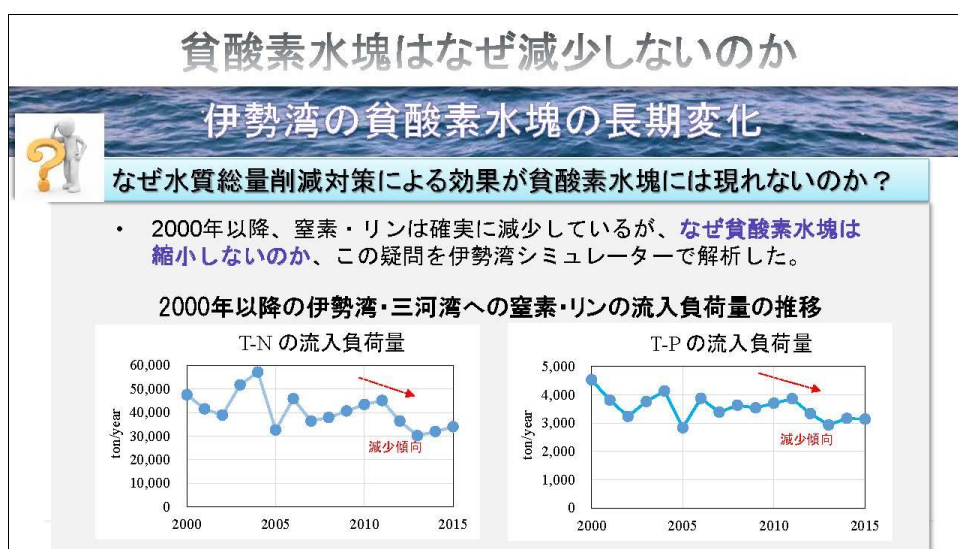 貧酸素水塊はなぜ減少しないのか
伊勢湾の貧酸素水塊の長期変化
?
なぜ水質総量削減対策による効果が貧酸素水塊には現れないのか？
・ 2000年以降、窒素・リンは確実に減少しているが、なぜ貧酸素水塊は
縮小しないのか、この疑問を伊勢湾シミュレーターで解析した。
2000年以降の伊勢湾・三河湾への窒素・リンの流入負荷量の推移
T-N の流入負荷量
60,000
50,000
40,000
30,000
20,000
10,000
0
ton/year
減少傾向
2000 2005 2010 2015
T-P の流入負荷量
5,000
4,000
3,000
2,000
1,000
0
ton/year
減少傾向
2000 2005 2010 2015